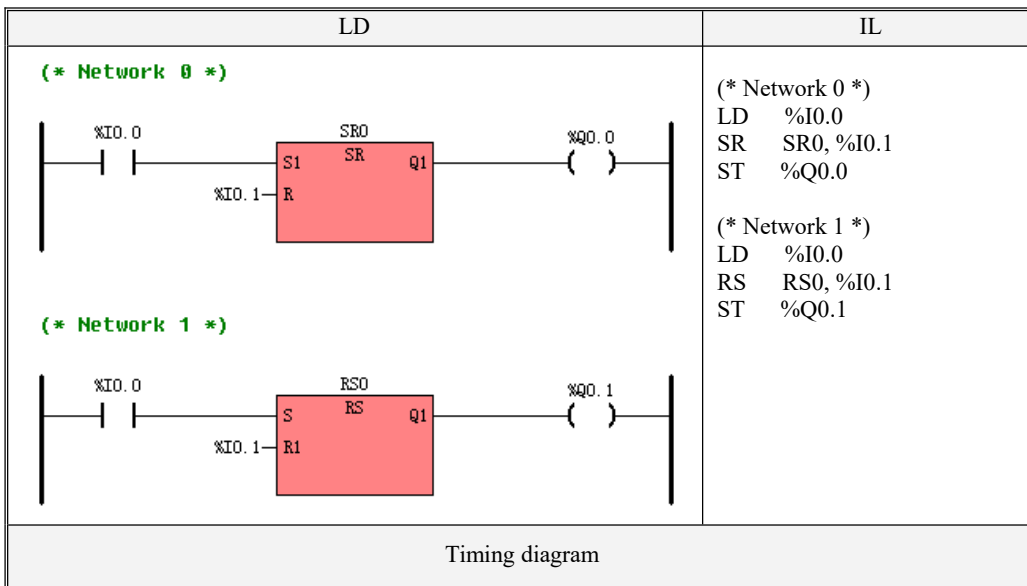 LD
IL
(* Network 0 *)
%I0.0
SR0
SR
%Q0.0
S1
Q1
%I0.1
R
(* Network 1 *)
%I0.0
RS0
RS
%Q0.1
S
Q1
%I0.1
R1
(* Network 0 *)
LD %I0.0
SR SR0, %I0.1
ST %Q0.0
(* Network 1 *)
LD %I0.0
RS RS0, %I0.1
ST %Q0.1
Timing diagram